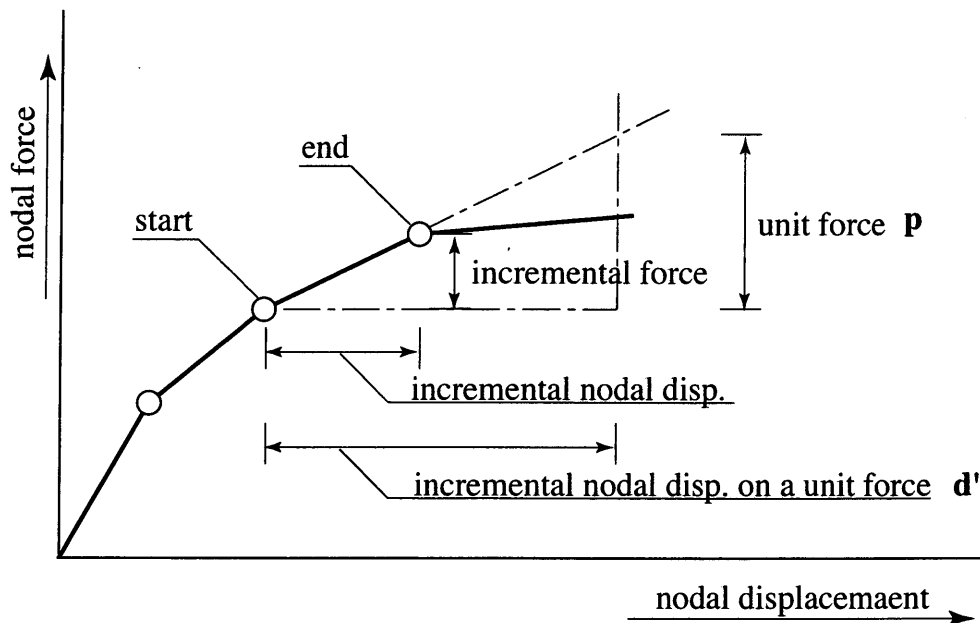 nodal force
end
start
unit force p
incremental force
incremental nodal disp.
incremental nodal disp. on a unit force d'
nodal displacemaent